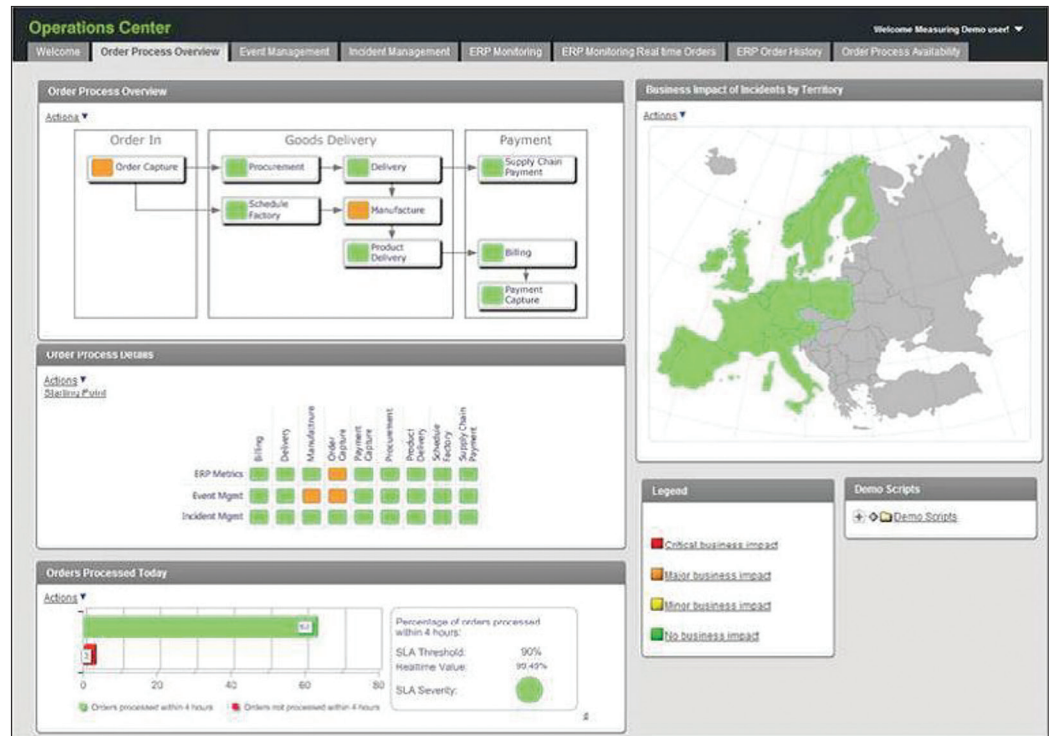 Operations Center
Welcome Measuring Demo user!
Welcome
Order Process Overview
Event Management
Incident Management
ERP Monitoring
ERP Monitoring Real time Orders
ERP Order History
Order Process Availability
Order Process Overview
Actions
Order In
Goods Delivery
Payment
Order Capture
Procurement
Delivery
Supply Chain
Payment
Schedule
Factory
Manufacture
Product
Delivery
Billing
Payment
Capture
Order Process Details
Actions
Starting Point
Billing
Delivery
Manufacture
Order
Capture
Payment
Capture
Procurement
Product
Delivery
Schedule
Factory
Supply Chain
Payment
ERP Metrics
Event Mgmt
Incident Mgmt
Orders Processed Today
Actions
0
20
40
60
80
Orders processed within 4 hours
Orders not processed within 4 hours
Percentage of orders processed
within 4 hours:
SLA Threshold: 90%
Realtime Value:
SLA Severity:
Business Impact of Incidents by Territory
Actions
Legend
Critical business impact
Major business impact
Minor business impact
No business impact
Demo Scripts
Demo Scripts